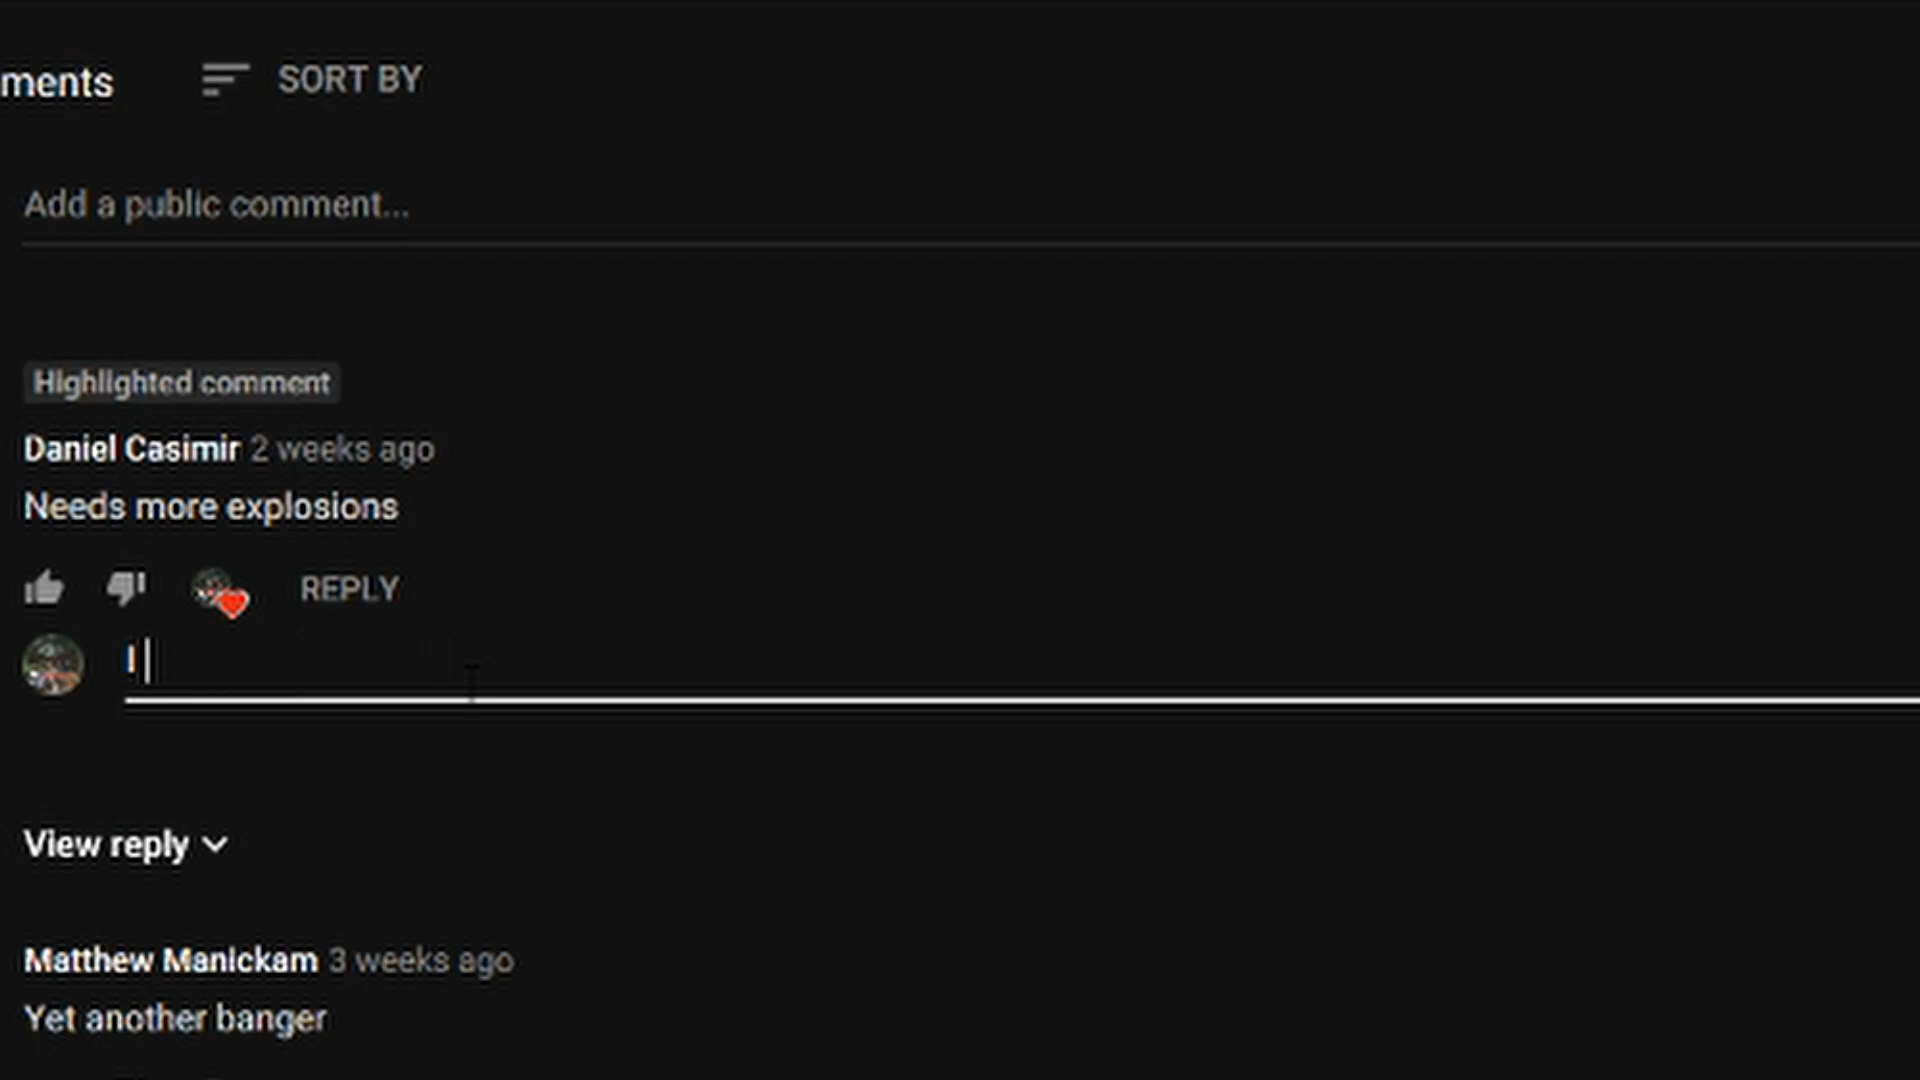 ments SORT BY
Add a public comment...
Highlighted comment
Daniel Casimir 2 weeks ago
Needs more explosions
REPLY
I
View reply
Matthew Manickam 3 weeks ago
Yet another banger